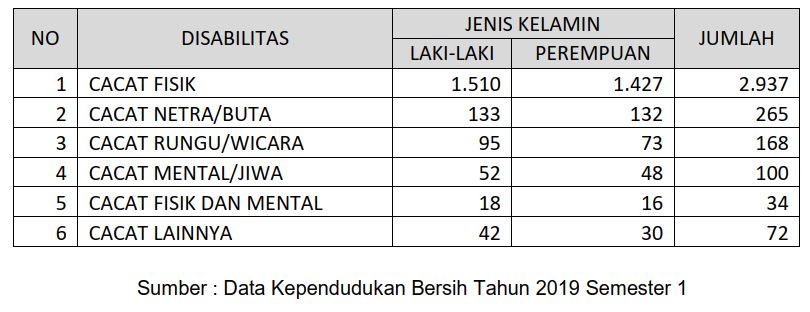 NO DISABILITAS JENIS KELAMIN JUMLAH
LAKI-LAKI PEREMPUAN
1 CACAT FISIK 1.510 1.427 2.937
2 CACAT NETRA/BUTA 133 132 265
3 CACAT RUNGU/WICARA 95 73 168
4 CACAT MENTAL/JIWA 52 48 100
5 CACAT FISIK DAN MENTAL 18 16 34
6 CACAT LAINNYA 42 30 72
Sumber : Data Kependudukan Bersih Tahun 2019 Semester 1